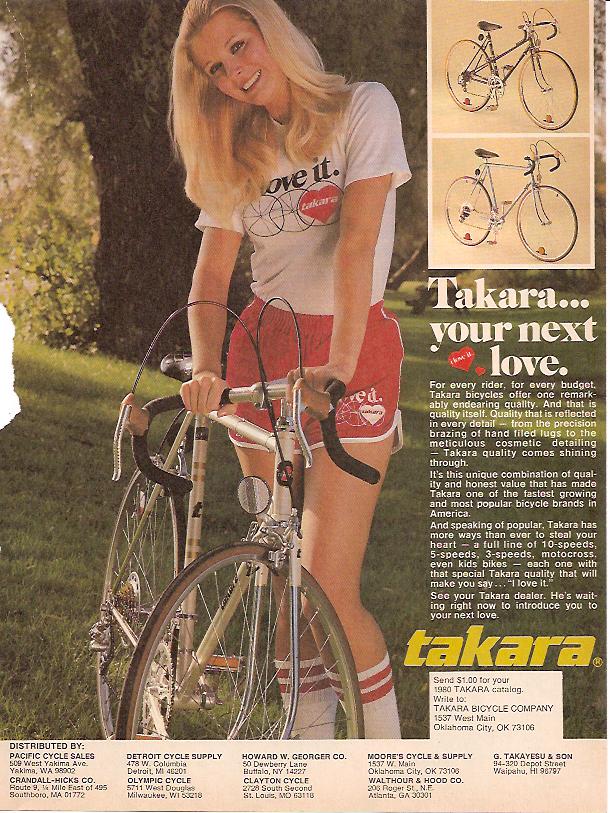 ove it.
takara
ed.
takara
Takara...
your next
love.
I love it.
For every rider, for every budget,
Takara bicycles offer one remark-
ably endearing quality. And that is
quality itself. Quality that is reflected
in every detail — from the precision
brazing of hand filed lugs to the
meticulous cosmetic detailing
— Takara quality comes shining
through.
It's this unique combination of qual-
ity and honest value that has made
Takara one of the fastest growing
and most popular bicycle brands in
America.
And speaking of popular, Takara has
more ways than ever to steal your
heart — a full line of 10-speeds,
5-speeds, 3-speeds, motocross,
even kids bikes — each one with
that special Takara quality that will
make you say... "I love it."
See your Takara dealer. He's wait-
ing right now to introduce you to
your next love.
takara®
Send $1.00 for your
1980 TAKARA catalog.
Write to:
TAKARA BICYCLE COMPANY
1537 West Main
Oklahoma City, OK 73106
DISTRIBUTED BY:
PACIFIC CYCLE SALES
509 West Yakima Ave.
Yakima, WA 98902
CRANDALL-HICKS CO.
Route 9, ¼ Mile East of 495
Southboro, MA 01772
DETROIT CYCLE SUPPLY
478 W. Columbia
Detroit, MI 48201
OLYMPIC CYCLE
5711 West Douglas
Milwaukee, WI 53218
HOWARD W. GEORGER CO.
50 Dewberry Lane
Buffalo, NY 14227
CLAYTON CYCLE
2728 South Second
St. Louis, MO 63118
MOORE'S CYCLE & SUPPLY
1537 W. Main
Oklahoma City, OK 73106
WALTHOUR & HOOD CO.
206 Roger St., N.E.
Atlanta, GA 30301
G. TAKAYESU & SON
94-320 Depot Street
Waipahu, HI 96797